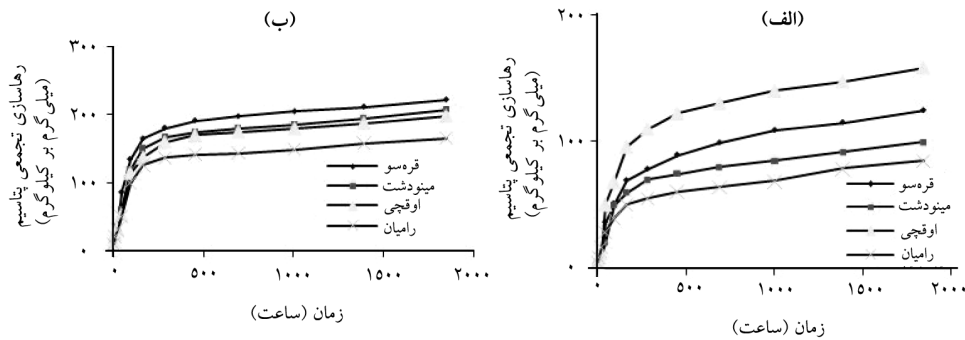 (الف)
۲۰۰
۱۰۰
۰
رهاسازی تجمعی پتاسیم
(میلی‌گرم بر کیلوگرم)
قره‌سو
مینودشت
اوقچی
رامیان
۰ ۵۰۰ ۱۰۰۰ ۱۵۰۰ ۲۰۰۰
زمان (ساعت)
(ب)
۳۰۰
۲۰۰
۱۰۰
۰
رهاسازی تجمعی پتاسیم
(میلی‌گرم بر کیلوگرم)
قره‌سو
مینودشت
اوقچی
رامیان
۰ ۵۰۰ ۱۰۰۰ ۱۵۰۰ ۲۰۰۰
زمان (ساعت)